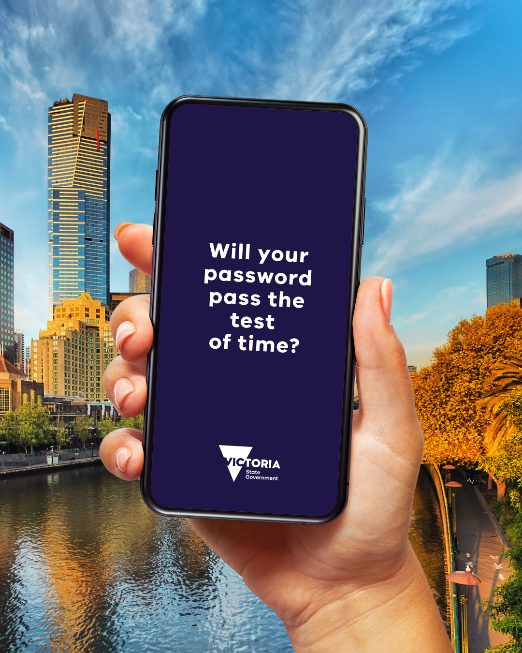 Will your
password
pass the
test
of time?
VICTORIA
State
Government